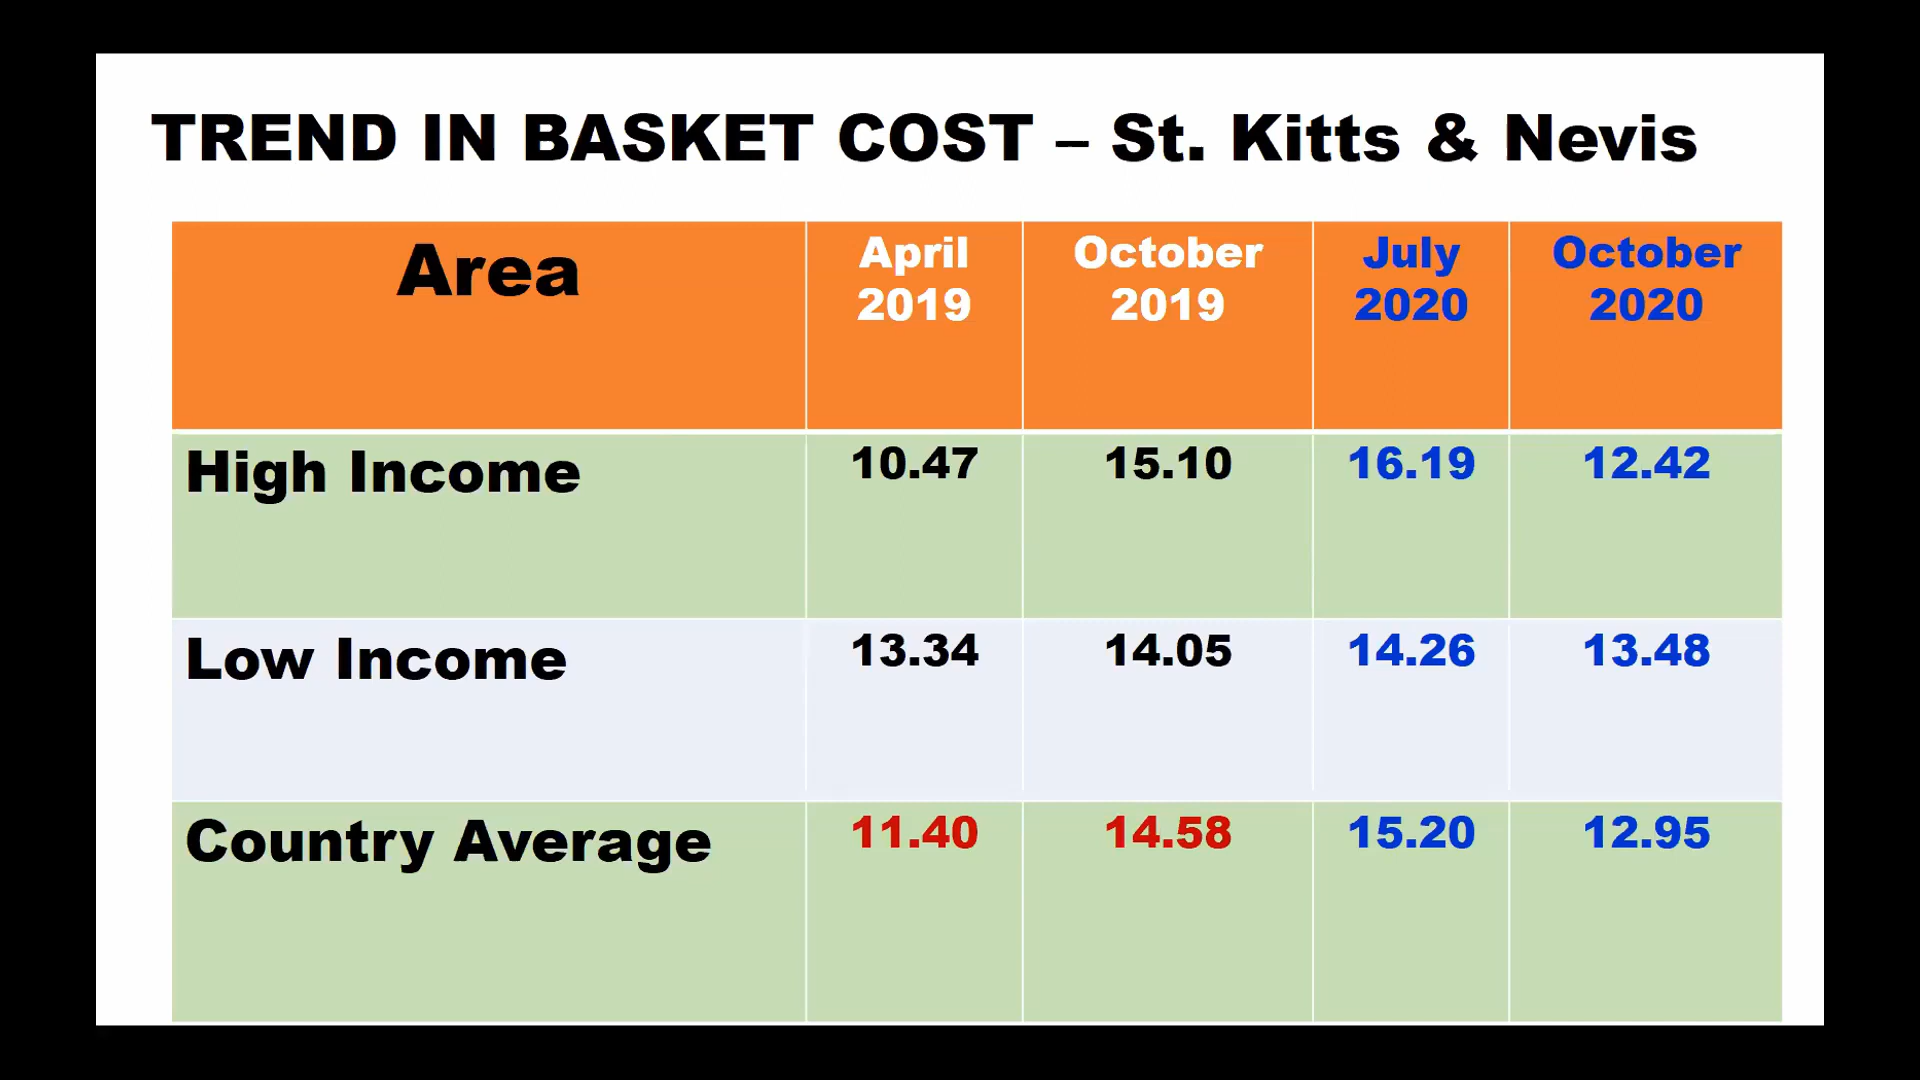 TREND IN BASKET COST – St. Kitts & Nevis
Area
April
2019
October
2019
July
2020
October
2020
High Income
10.47
15.10
16.19
12.42
Low Income
13.34
14.05
14.26
13.48
Country Average
11.40
14.58
15.20
12.95